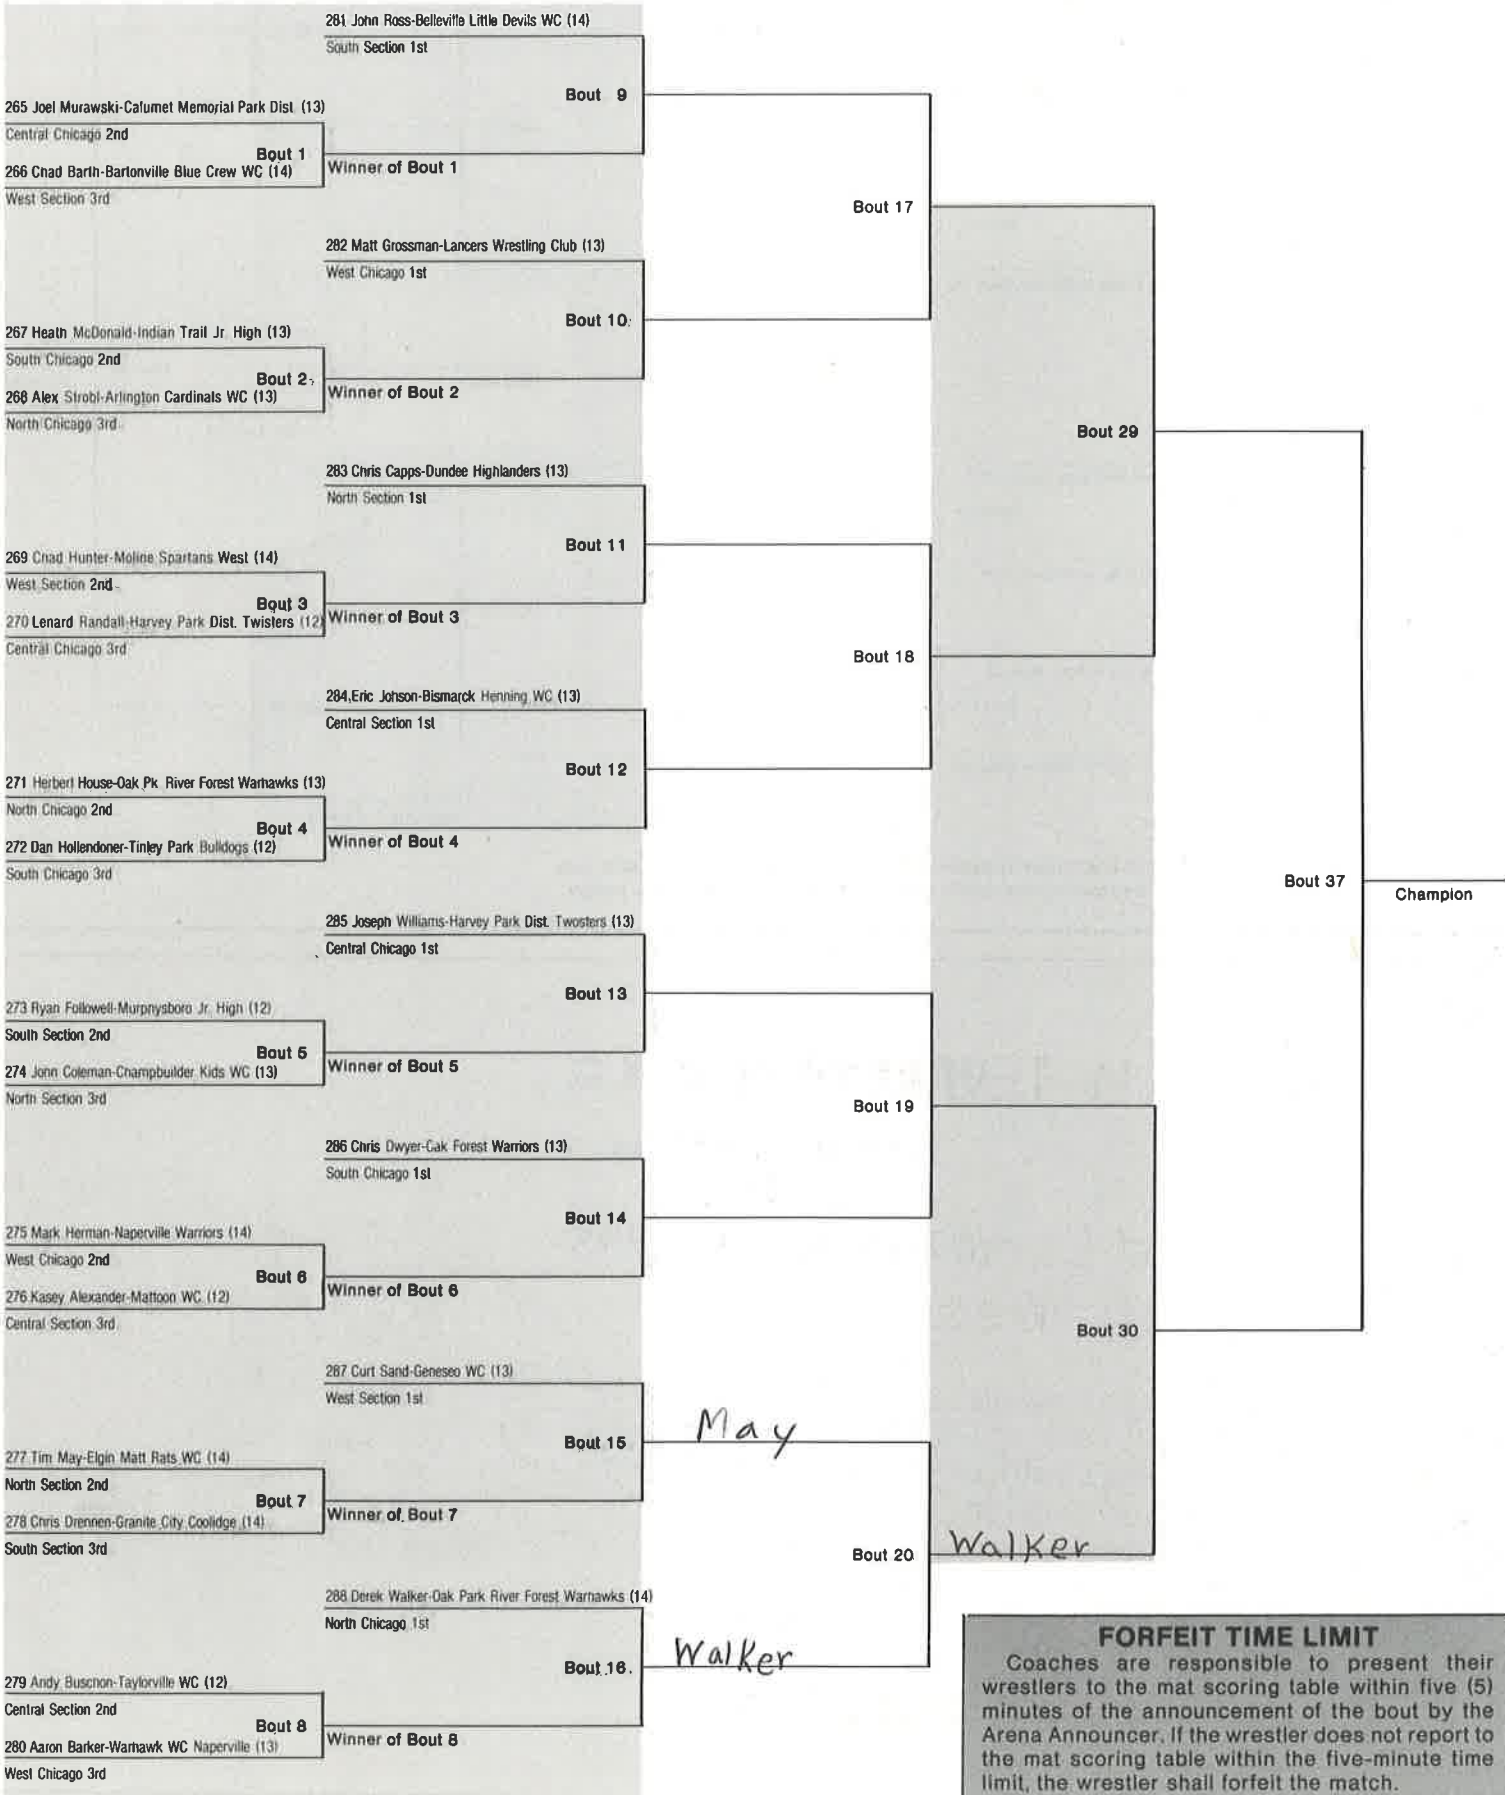 281 John Ross-Belleville Little Devils WC (14)
South Section 1st
Bout 9
265 Joel Murawski-Calumet Memorial Park Dist. (13)
Central Chicago 2nd
Bout 1
266 Chad Barth-Bartonville Blue Crew WC (14)
Winner of Bout 1
West Section 3rd
Bout 17
282 Matt Grossman-Lancers Wrestling Club (13)
West Chicago 1st
Bout 10
267 Heath McDonald-Indian Trail Jr. High (13)
South Chicago 2nd
Bout 2
268 Alex Strobl-Arlington Cardinals WC (13)
Winner of Bout 2
North Chicago 3rd
Bout 29
283 Chris Capps-Dundee Highlanders (13)
North Section 1st
Bout 11
269 Chad Hunter-Moline Spartans West (14)
West Section 2nd
Bout 3
270 Lenard Randall-Harvey Park Dist. Twisters (12)
Winner of Bout 3
Central Chicago 3rd
Bout 18
284 Eric Johson-Bismarck Henning WC (13)
Central Section 1st
Bout 12
271 Herbert House-Oak Pk. River Forest Warhawks (13)
North Chicago 2nd
Bout 4
272 Dan Hollendoner-Tinley Park Bulldogs (12)
Winner of Bout 4
South Chicago 3rd
Bout 37
Champion
285 Joseph Williams-Harvey Park Dist. Twosters (13)
Central Chicago 1st
Bout 13
273 Ryan Followell-Murpnysboro Jr. High (12)
South Section 2nd
Bout 5
274 John Coleman-Champbuilder Kids WC (13)
Winner of Bout 5
North Section 3rd
Bout 19
286 Chris Dwyer-Oak Forest Warriors (13)
South Chicago 1st
Bout 14
275 Mark Herman-Naperville Warriors (14)
West Chicago 2nd
Bout 6
276 Kasey Alexander-Mattoon WC (12)
Winner of Bout 6
Central Section 3rd
Bout 30
287 Curt Sand-Geneseo WC (13)
West Section 1st
Bout 15
May
277 Tim May-Elgin Matt Rats WC (14)
North Section 2nd
Bout 7
278 Chris Drennen-Granite City Coolidge (14)
Winner of Bout 7
South Section 3rd
Bout 20
Walker
288 Derek Walker-Oak Park River Forest Warhawks (14)
North Chicago 1st
Bout 16
Walker
279 Andy Buschon-Taylorville WC (12)
Central Section 2nd
Bout 8
280 Aaron Barker-Warhawk WC Naperville (13)
Winner of Bout 8
West Chicago 3rd
FORFEIT TIME LIMIT
Coaches are responsible to present their
wrestlers to the mat scoring table within five (5)
minutes of the announcement of the bout by the
Arena Announcer. If the wrestler does not report to
the mat scoring table within the five-minute time
limit, the wrestler shall forfeit the match.